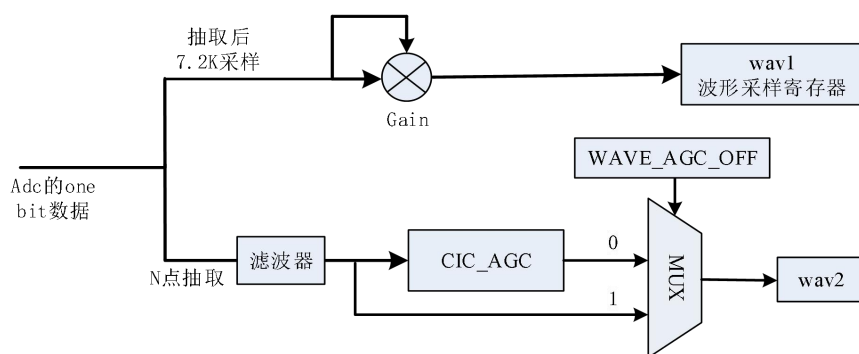 抽取后
7.2K采样
Gain
wav1
波形采样寄存器
Adc的one
bit数据
WAVE_AGC_OFF
N点抽取
滤波器
CIC_AGC
0
1
MUX
wav2